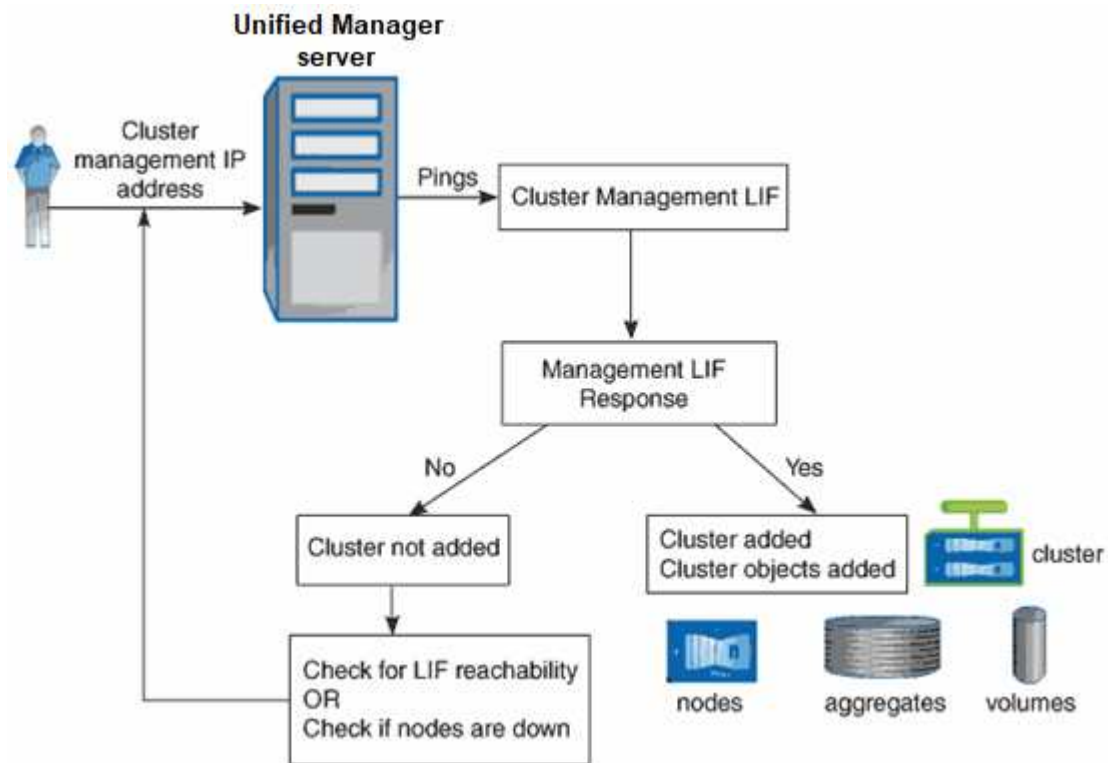 Unified Manager
server
Cluster
management IP
address
Pings
Cluster Management LIF
Management LIF
Response
No
Yes
Cluster not added
Cluster added
Cluster objects added
cluster
Check for LIF reachability
OR
Check if nodes are down
nodes
aggregates
volumes